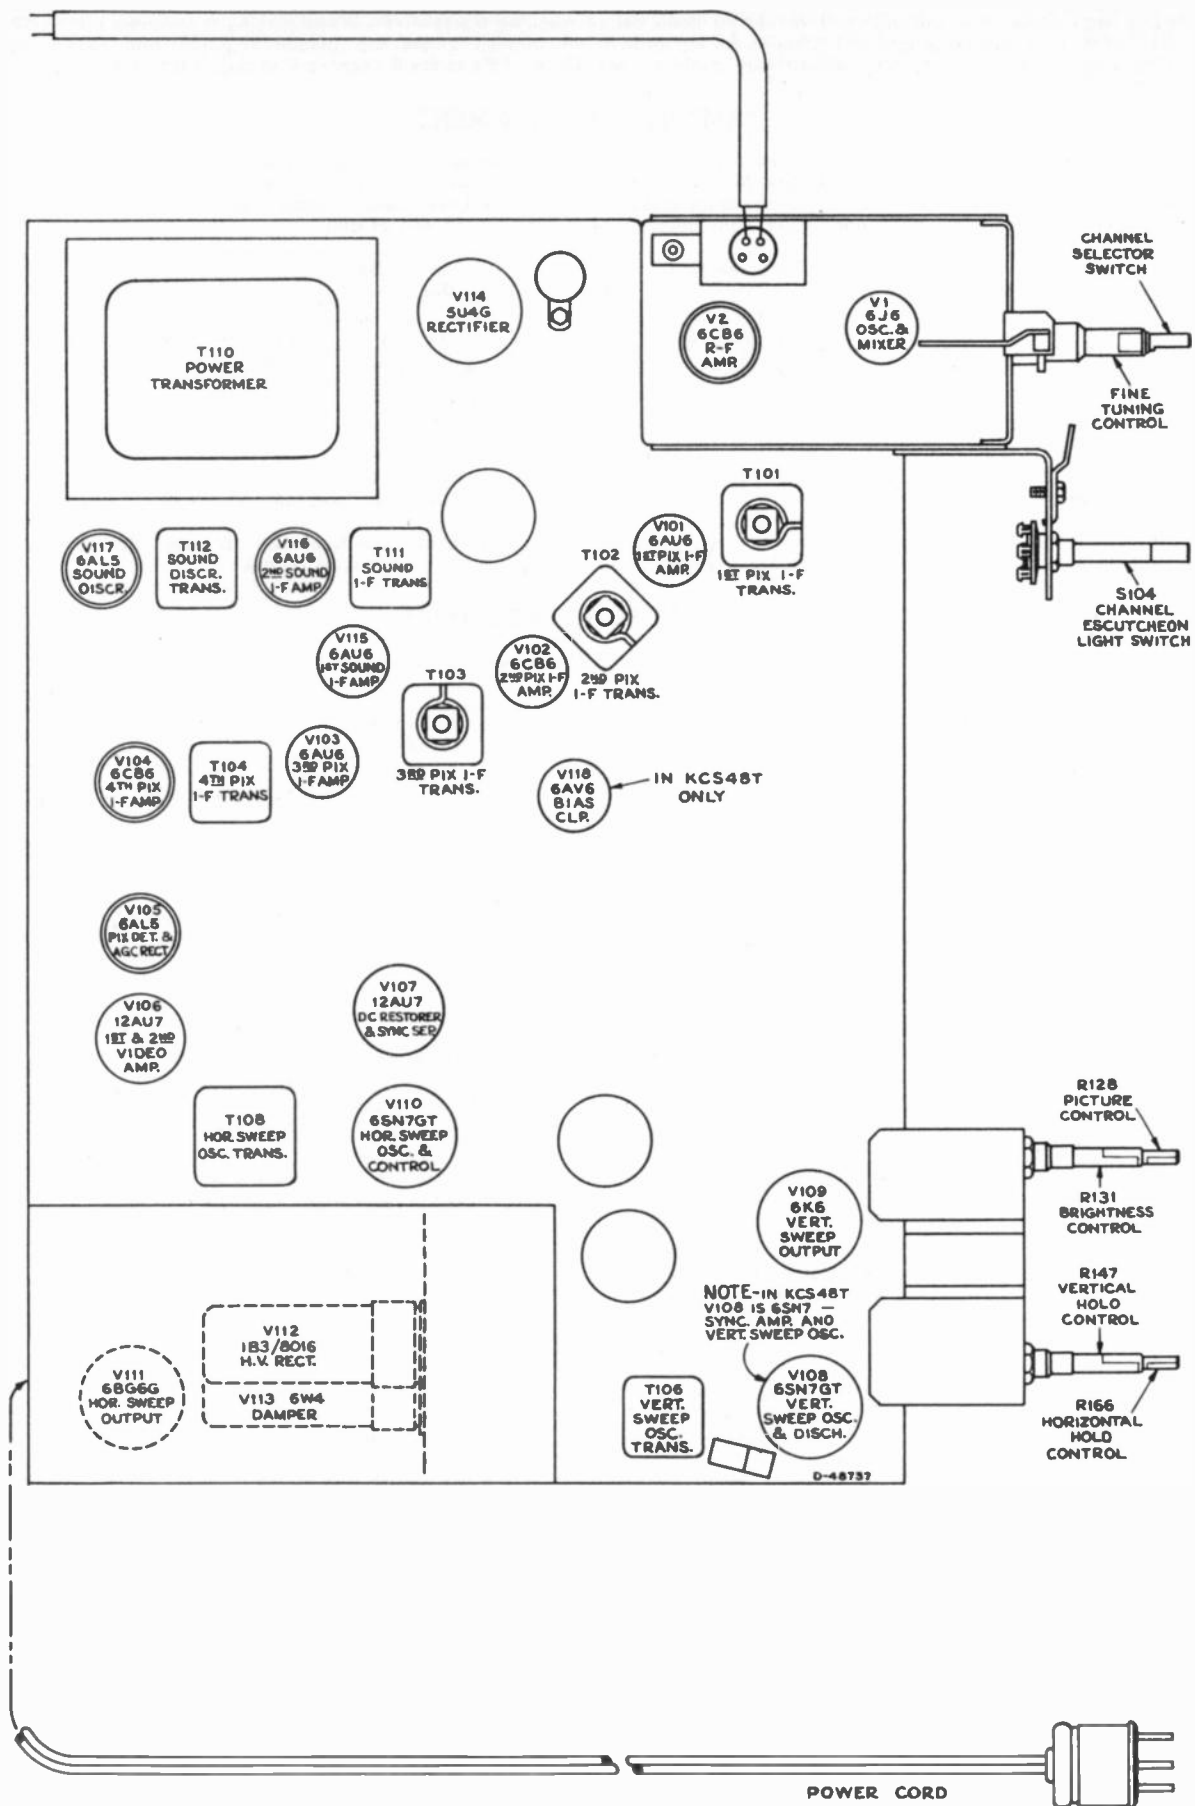 CHANNEL
SELECTOR
SWITCH
V114
5U4G
RECTIFIER
V2
6CB6
R-F
AMP.
V1
6J6
OSC. &
MIXER
T110
POWER
TRANSFORMER
FINE
TUNING
CONTROL
T101
1ST PIX I-F
TRANS.
V101
6AU6
1ST PIX I-F
AMP.
T102
2ND PIX
I-F TRANS.
V117
6AL5
SOUND
DISCR.
T112
SOUND
DISCR.
TRANS.
V116
6AU6
2ND SOUND
I-F AMP.
T111
SOUND
I-F TRANS
S104
CHANNEL
ESCUTCHEON
LIGHT SWITCH
V115
6AU6
1ST SOUND
I-F AMP.
V102
6CB6
2ND PIX I-F
AMP.
T103
3RD PIX I-F
TRANS.
V104
6CB6
4TH PIX
I-F AMP.
T104
4TH PIX
I-F TRANS
V103
6AU6
3RD PIX
I-F AMP.
V118
6AV6
BIAS
CLP.
IN KCS48T
ONLY
V105
6AL5
PIX DET. &
AGC RECT.
V106
12AU7
1ST & 2ND
VIDEO
AMP.
V107
12AU7
DC RESTORER
& SYNC SEP.
T108
HOR. SWEEP
OSC. TRANS.
V110
6SN7GT
HOR. SWEEP
OSC. &
CONTROL
R128
PICTURE
CONTROL
V109
6K6
VERT.
SWEEP
OUTPUT
R131
BRIGHTNESS
CONTROL
R147
VERTICAL
HOLD
CONTROL
NOTE-IN KCS48T
V108 IS 6SN7 —
SYNC. AMP. AND
VERT. SWEEP OSC.
V112
1B3/8016
H.V. RECT.
V111
6BG6G
HOR. SWEEP
OUTPUT
V113 6W4
DAMPER
T106
VERT.
SWEEP
OSC.
TRANS.
V108
6SN7GT
VERT.
SWEEP OSC.
& DISCH.
R166
HORIZONTAL
HOLD
CONTROL
D-48737
POWER CORD